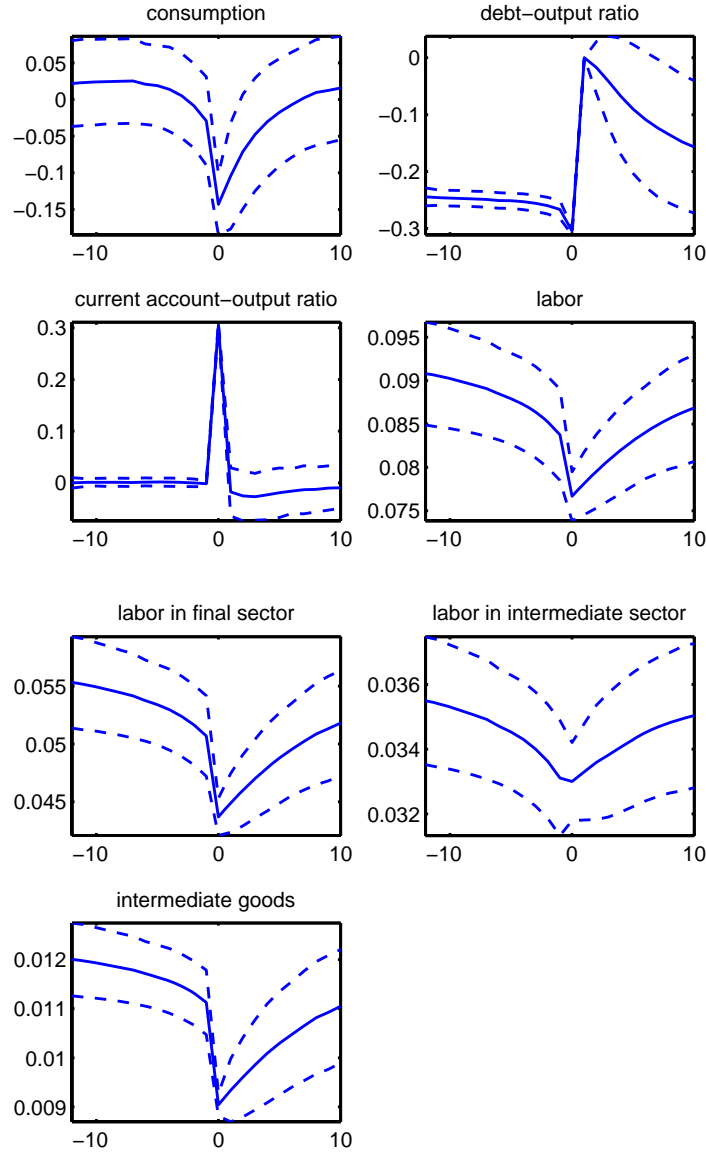 consumption
0.05
0
−0.05
−0.1
−0.15
−10 0 10
debt−output ratio
0
−0.1
−0.2
−0.3
−10 0 10
current account−output ratio
0.3
0.2
0.1
0
−10 0 10
labor
0.095
0.09
0.085
0.08
0.075
−10 0 10
labor in final sector
0.055
0.05
0.045
−10 0 10
labor in intermediate sector
0.036
0.034
0.032
−10 0 10
intermediate goods
0.012
0.011
0.01
0.009
−10 0 10